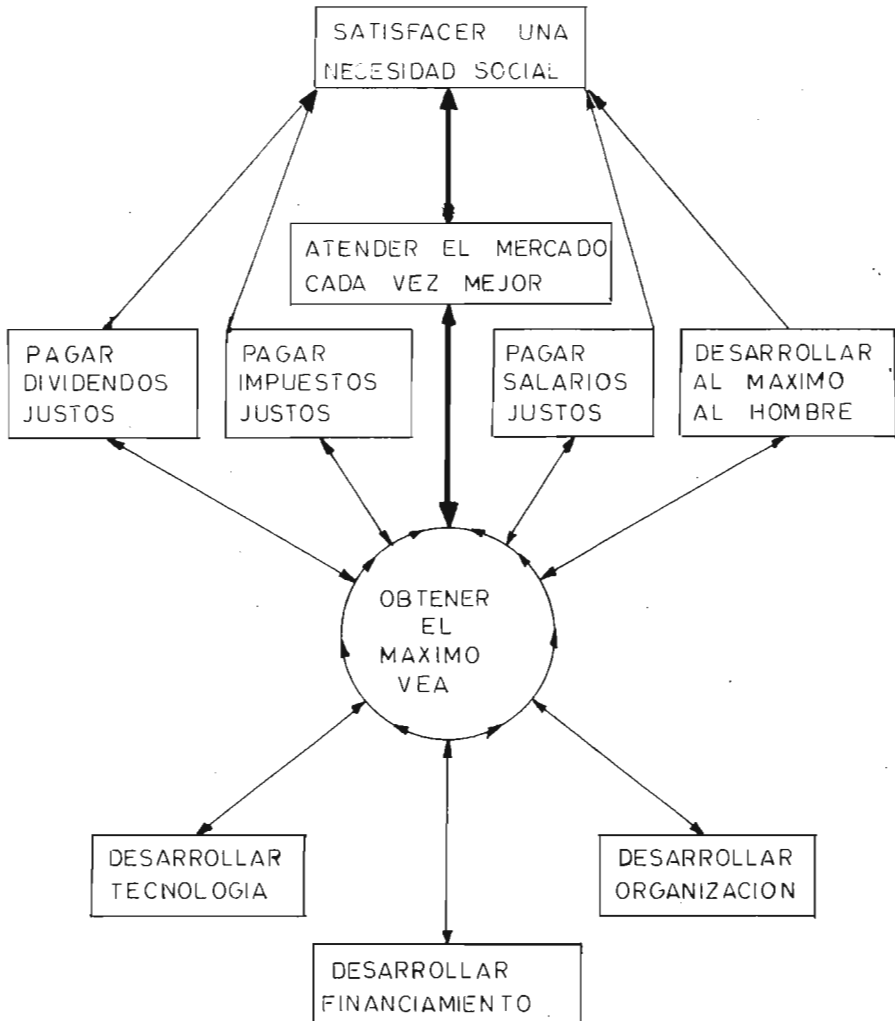 SATISFACER UNA
NECESIDAD SOCIAL
ATENDER EL MERCADO
CADA VEZ MEJOR
PAGAR
DIVIDENDOS
JUSTOS
PAGAR
IMPUESTOS
JUSTOS
PAGAR
SALARIOS
JUSTOS
DESARROLLAR
AL MAXIMO
AL HOMBRE
OBTENER
EL
MAXIMO
VEA
DESARROLLAR
TECNOLOGIA
DESARROLLAR
ORGANIZACION
DESARROLLAR
FINANCIAMIENTO